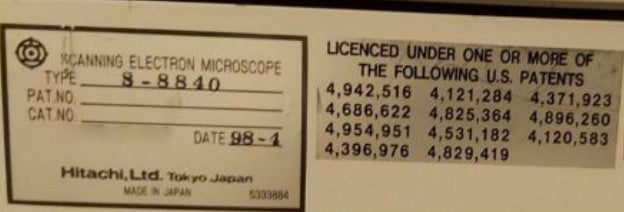 SCANNING ELECTRON MICROSCOPE
TYPE S-8840
PAT.NO.
CAT.NO.
DATE 98-4
Hitachi,Ltd. Tokyo Japan
MADE IN JAPAN 5333884
LICENCED UNDER ONE OR MORE OF
THE FOLLOWING U.S. PATENTS
4,942,516 4,121,284 4,371,923
4,686,622 4,825,364 4,896,260
4,954,951 4,531,182 4,120,583
4,396,976 4,829,419